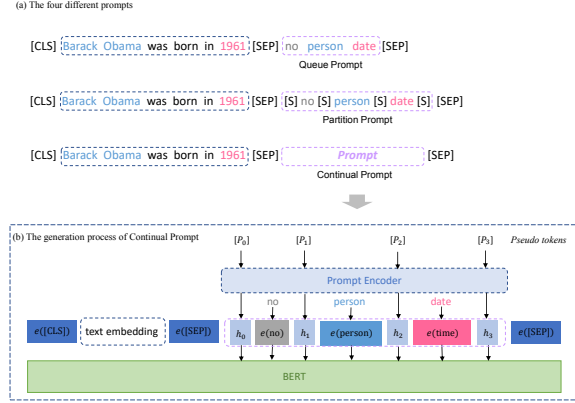 (a) The four different prompts
[CLS] Barack Obama was born in 1961 [SEP] no person date [SEP]
Queue Prompt
[CLS] Barack Obama was born in 1961 [SEP] [S] no [S] person [S] date [S] [SEP]
Partition Prompt
[CLS] Barack Obama was born in 1961 [SEP] Prompt [SEP]
Continual Prompt
(b) The generation process of Continual Prompt [P₀] [P₁] [P₂] [P₃] Pseudo tokens
Prompt Encoder
no person date
e([CLS]) text embedding e([SEP]) h₀ e(no) h₁ e(person) h₂ e(time) h₃ e([SEP])
BERT